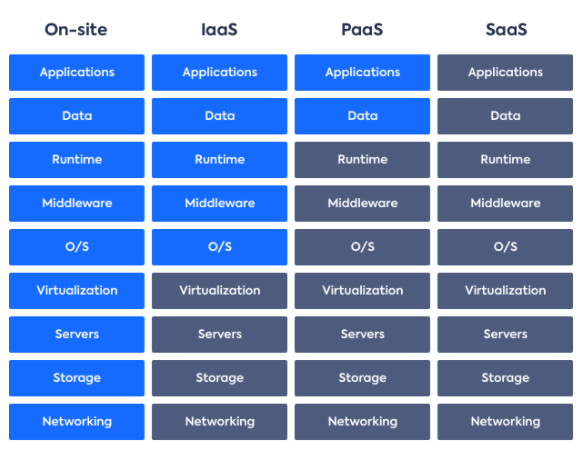 On-site IaaS PaaS SaaS
Applications Applications Applications Applications
Data Data Data Data
Runtime Runtime Runtime Runtime
Middleware Middleware Middleware Middleware
O/S O/S O/S O/S
Virtualization Virtualization Virtualization Virtualization
Servers Servers Servers Servers
Storage Storage Storage Storage
Networking Networking Networking Networking